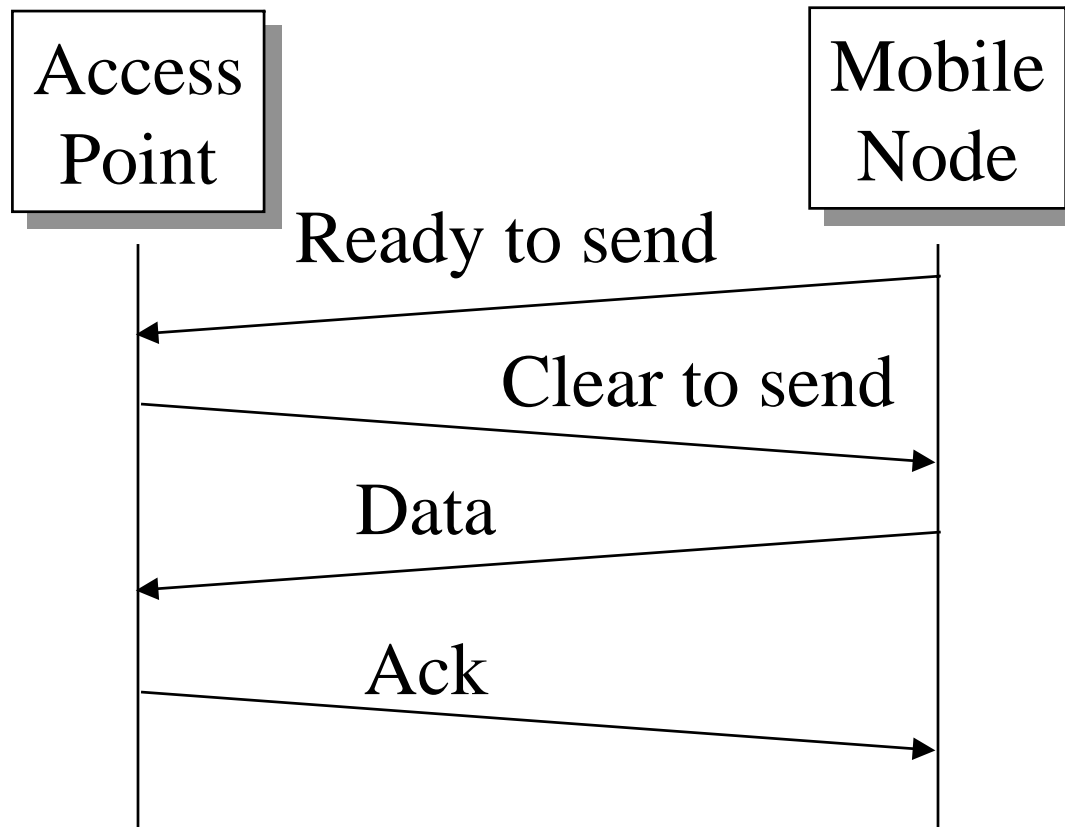 Access
Point
Mobile
Node
Ready to send
Clear to send
Data
Ack